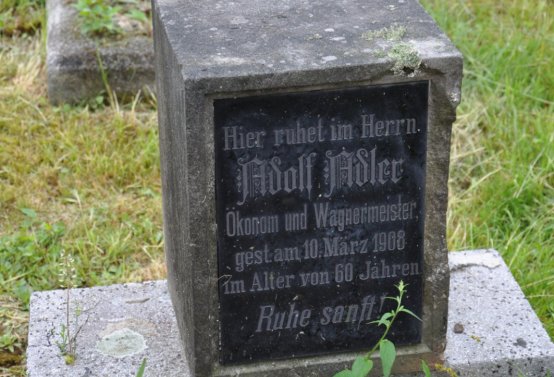 Hier ruhet im Herrn
Adolf Adler
Ökonom und Wagnermeister,
gest. am 10. März 1908
im Alter von 60 Jahren.
Ruhe sanft!